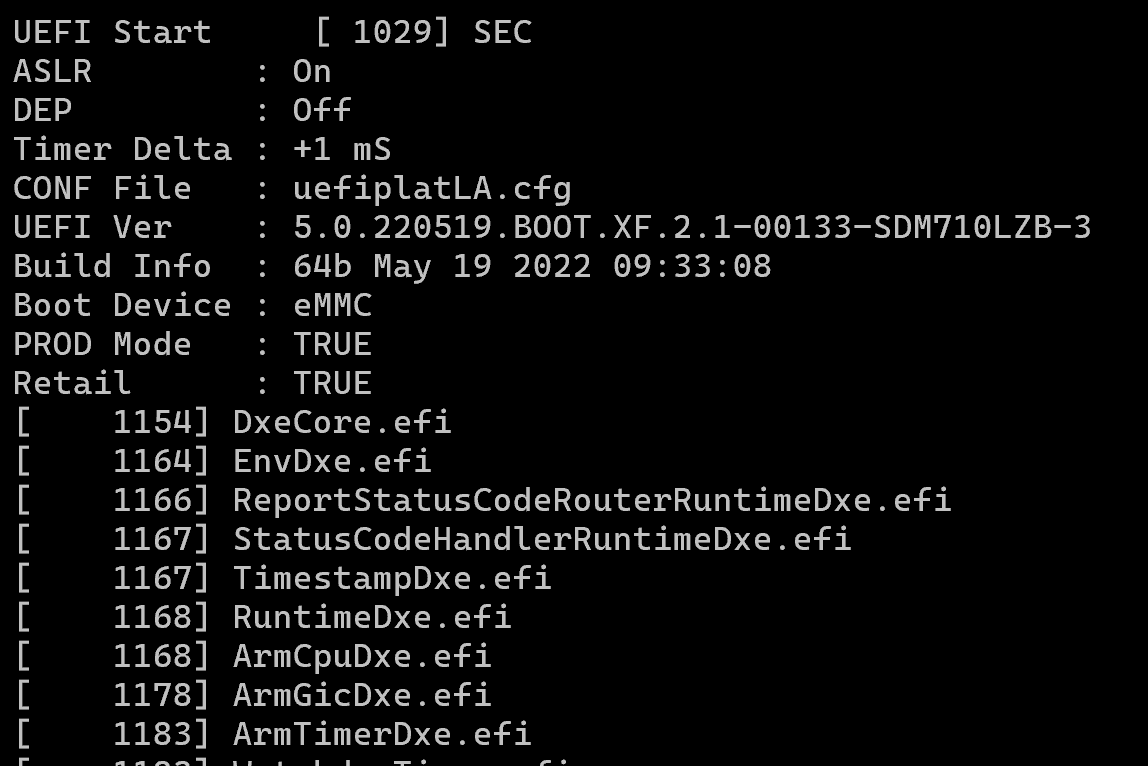 UEFI Start     [ 1029] SEC
ASLR        : On
DEP         : Off
Timer Delta : +1 mS
CONF File   : uefiplatLA.cfg
UEFI Ver    : 5.0.220519.BOOT.XF.2.1-00133-SDM710LZB-3
Build Info  : 64b May 19 2022 09:33:08
Boot Device : eMMC
PROD Mode   : TRUE
Retail      : TRUE
[    1154] DxeCore.efi
[    1164] EnvDxe.efi
[    1166] ReportStatusCodeRouterRuntimeDxe.efi
[    1167] StatusCodeHandlerRuntimeDxe.efi
[    1167] TimestampDxe.efi
[    1168] RuntimeDxe.efi
[    1168] ArmCpuDxe.efi
[    1178] ArmGicDxe.efi
[    1183] ArmTimerDxe.efi